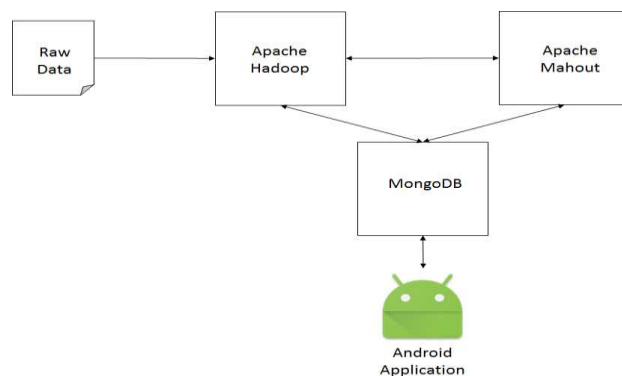 Raw
Data
Apache
Hadoop
Apache
Mahout
MongoDB
Android
Application